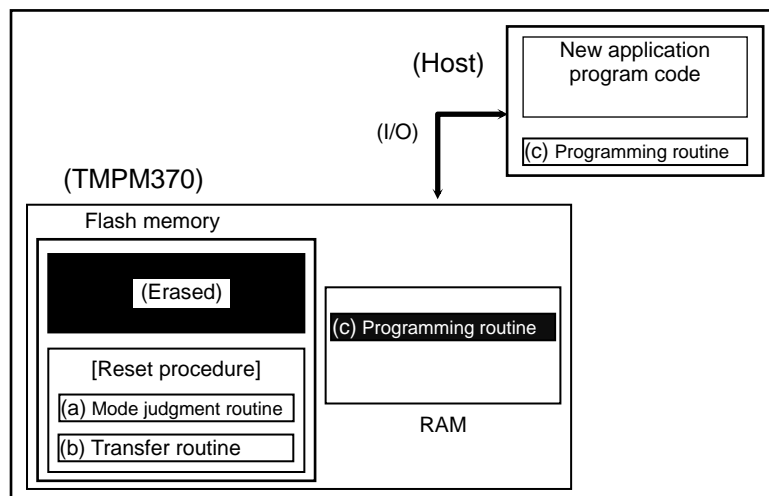 (Host)
New application
program code
(I/O)
(c) Programming routine
(TMPM370)
Flash memory
(Erased)
(c) Programming routine
[Reset procedure]
(a) Mode judgment routine
(b) Transfer routine
RAM